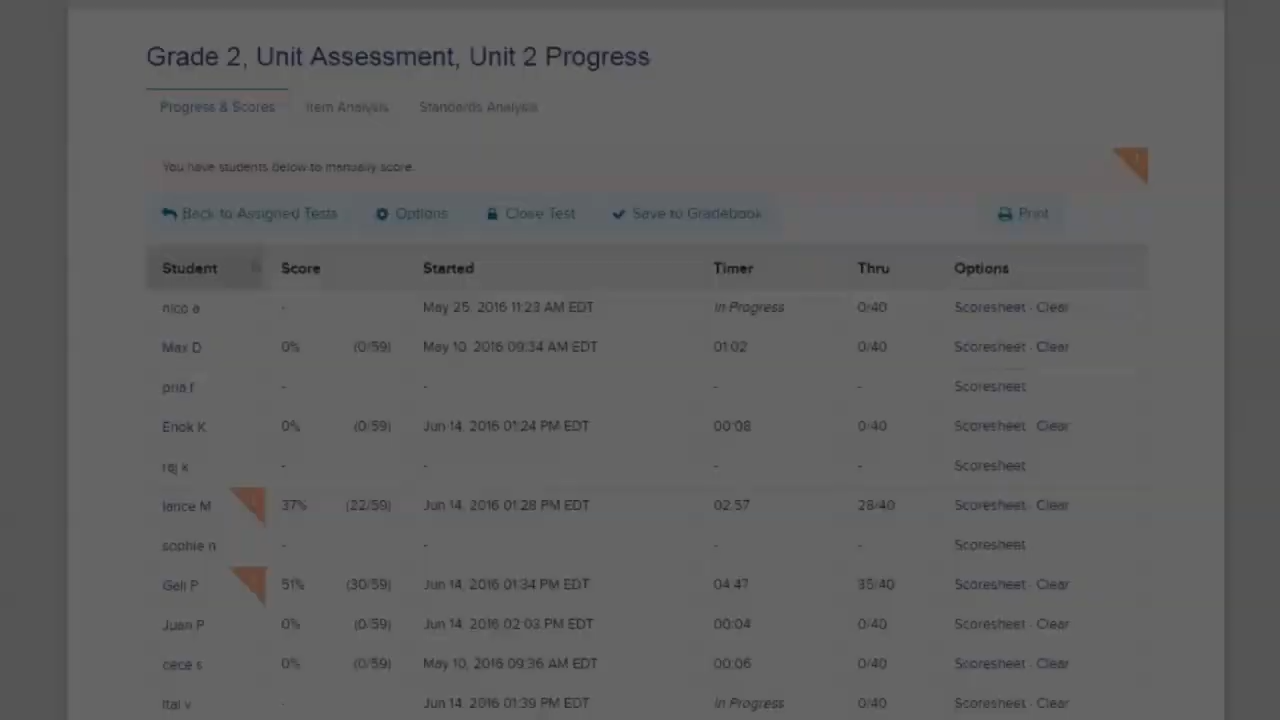 Grade 2, Unit Assessment, Unit 2 Progress
Progress & Scores Item Analysis Standards Analysis
You have students below to manually score.
Back to Assigned Tests Options Close Test Save to Gradebook Print
Student Score Started Timer Thru Options
nico a - May 25, 2016 11:23 AM EDT In Progress 0/40 Scoresheet · Clear
Max D 0% (0/59) May 10, 2016 09:34 AM EDT 01:02 0/40 Scoresheet · Clear
pria f - - - - Scoresheet
Enok K 0% (0/59) Jun 14, 2016 01:24 PM EDT 00:08 0/40 Scoresheet · Clear
raj k - - - - Scoresheet
lance M 37% (22/59) Jun 14, 2016 01:28 PM EDT 02:57 28/40 Scoresheet · Clear
sophie n - - - - Scoresheet
Geli P 51% (30/59) Jun 14, 2016 01:34 PM EDT 04:47 35/40 Scoresheet · Clear
Juan P 0% (0/59) Jun 14, 2016 02:03 PM EDT 00:04 0/40 Scoresheet · Clear
cece s 0% (0/59) May 10, 2016 09:36 AM EDT 00:06 0/40 Scoresheet · Clear
ital v - Jun 14, 2016 01:39 PM EDT In Progress 0/40 Scoresheet · Clear